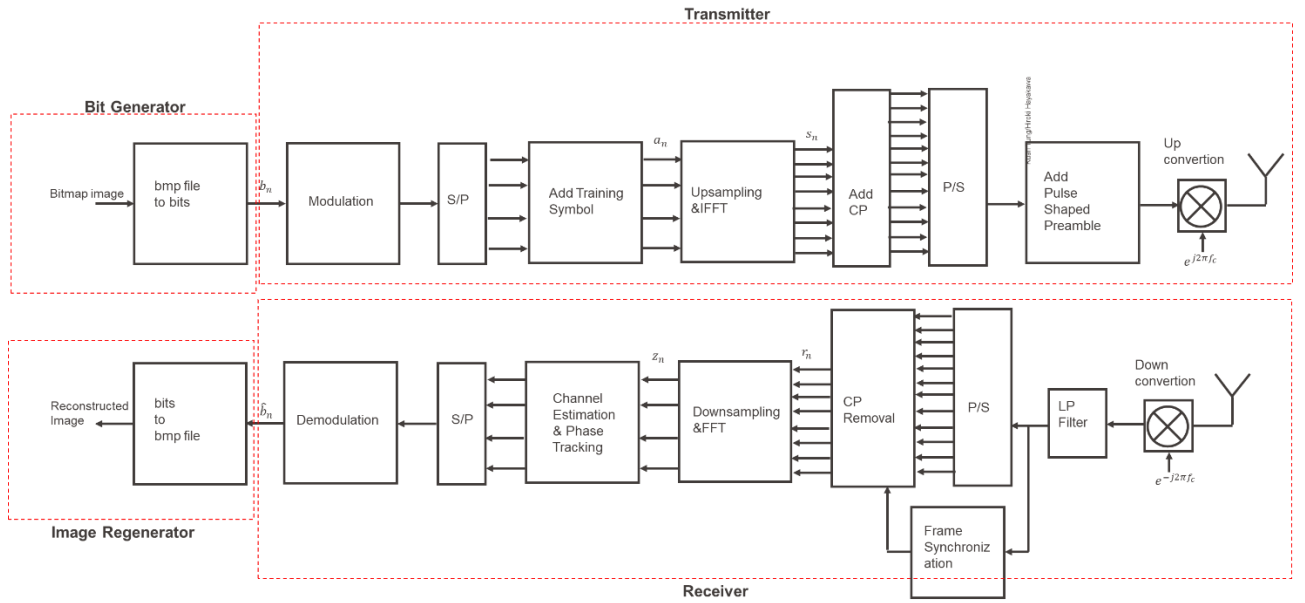 Transmitter
Bit Generator
Bitmap image
bmp file
to bits
b_n
Modulation
S/P
Add Training
Symbol
a_n
Upsampling
&IFFT
s_n
Add
CP
P/S
Hiroki Hayakawa
Add
Pulse
Shaped
Preamble
Up
convertion
e^{j2πf_c}
Reconstructed
Image
bits
to
bmp file
b̂_n
Demodulation
S/P
Channel
Estimation
& Phase
Tracking
z_n
Downsampling
&FFT
r_n
CP
Removal
P/S
LP
Filter
Down
convertion
e^{-j2πf_c}
Frame
Synchroniz
ation
Image Regenerator
Receiver